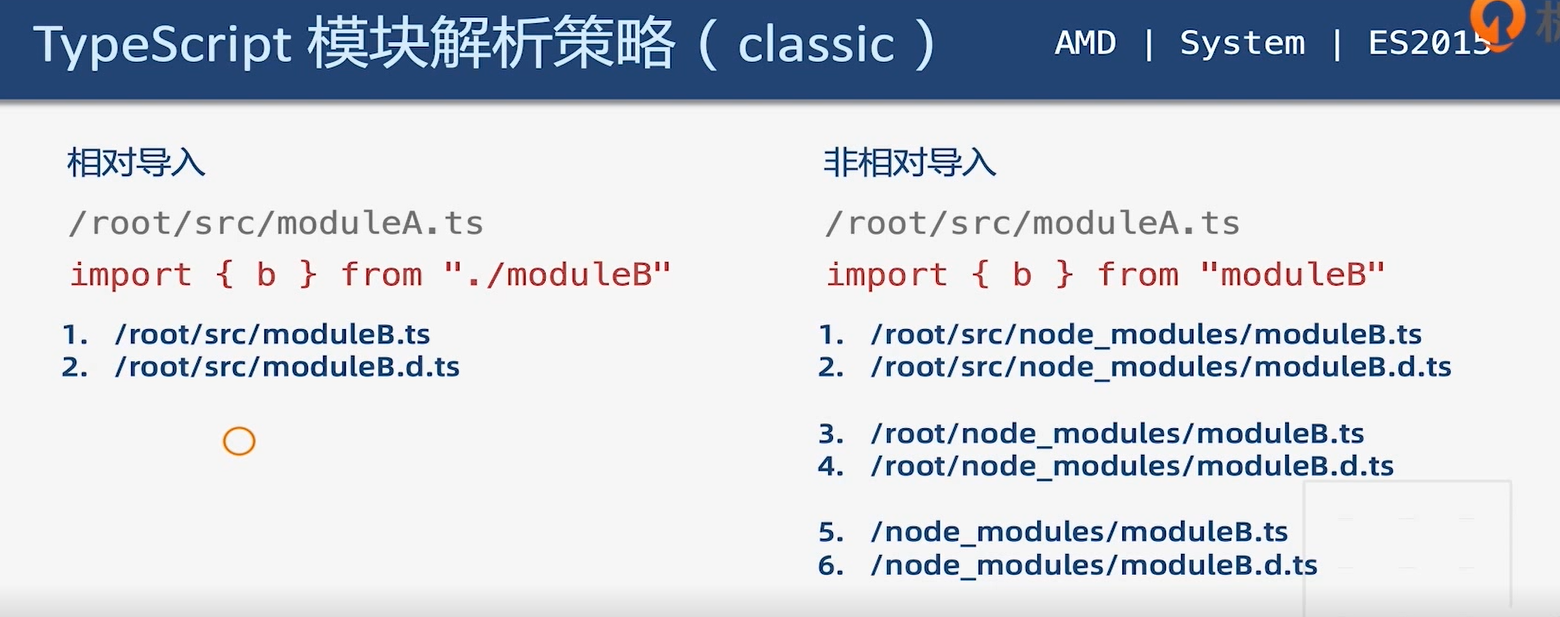 TypeScript 模块解析策略（classic）
AMD | System | ES2015
相对导入
/root/src/moduleA.ts
import { b } from "./moduleB"
1. /root/src/moduleB.ts
2. /root/src/moduleB.d.ts
非相对导入
/root/src/moduleA.ts
import { b } from "moduleB"
1. /root/src/node_modules/moduleB.ts
2. /root/src/node_modules/moduleB.d.ts
3. /root/node_modules/moduleB.ts
4. /root/node_modules/moduleB.d.ts
5. /node_modules/moduleB.ts
6. /node_modules/moduleB.d.ts